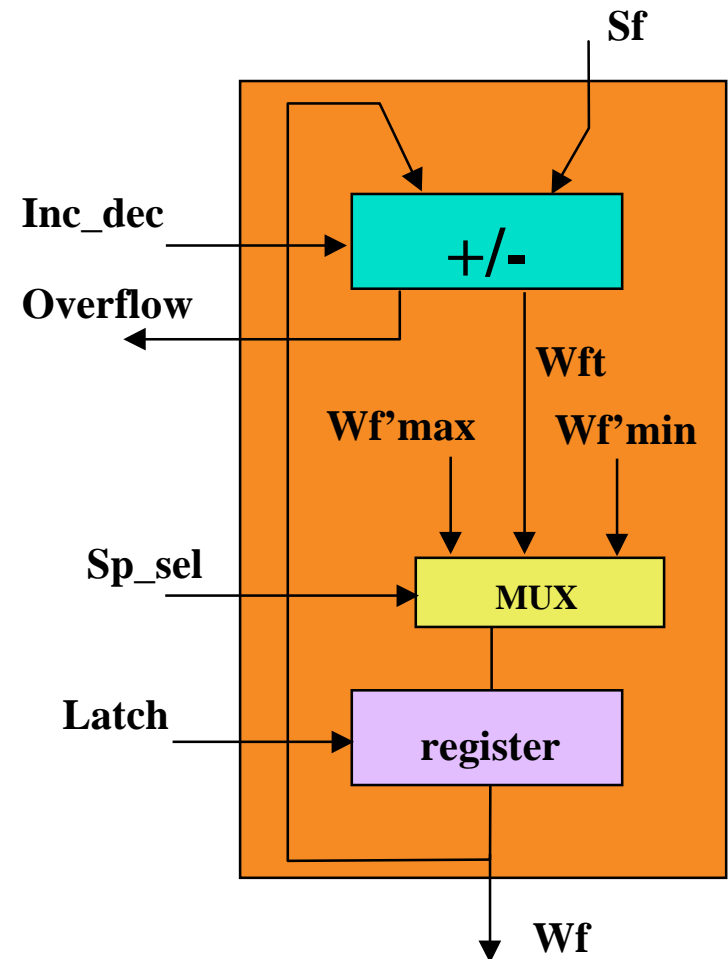 Sf
Inc_dec
+/-
Overflow
Wft
Wf’max
Wf’min
Sp_sel
MUX
Latch
register
Wf